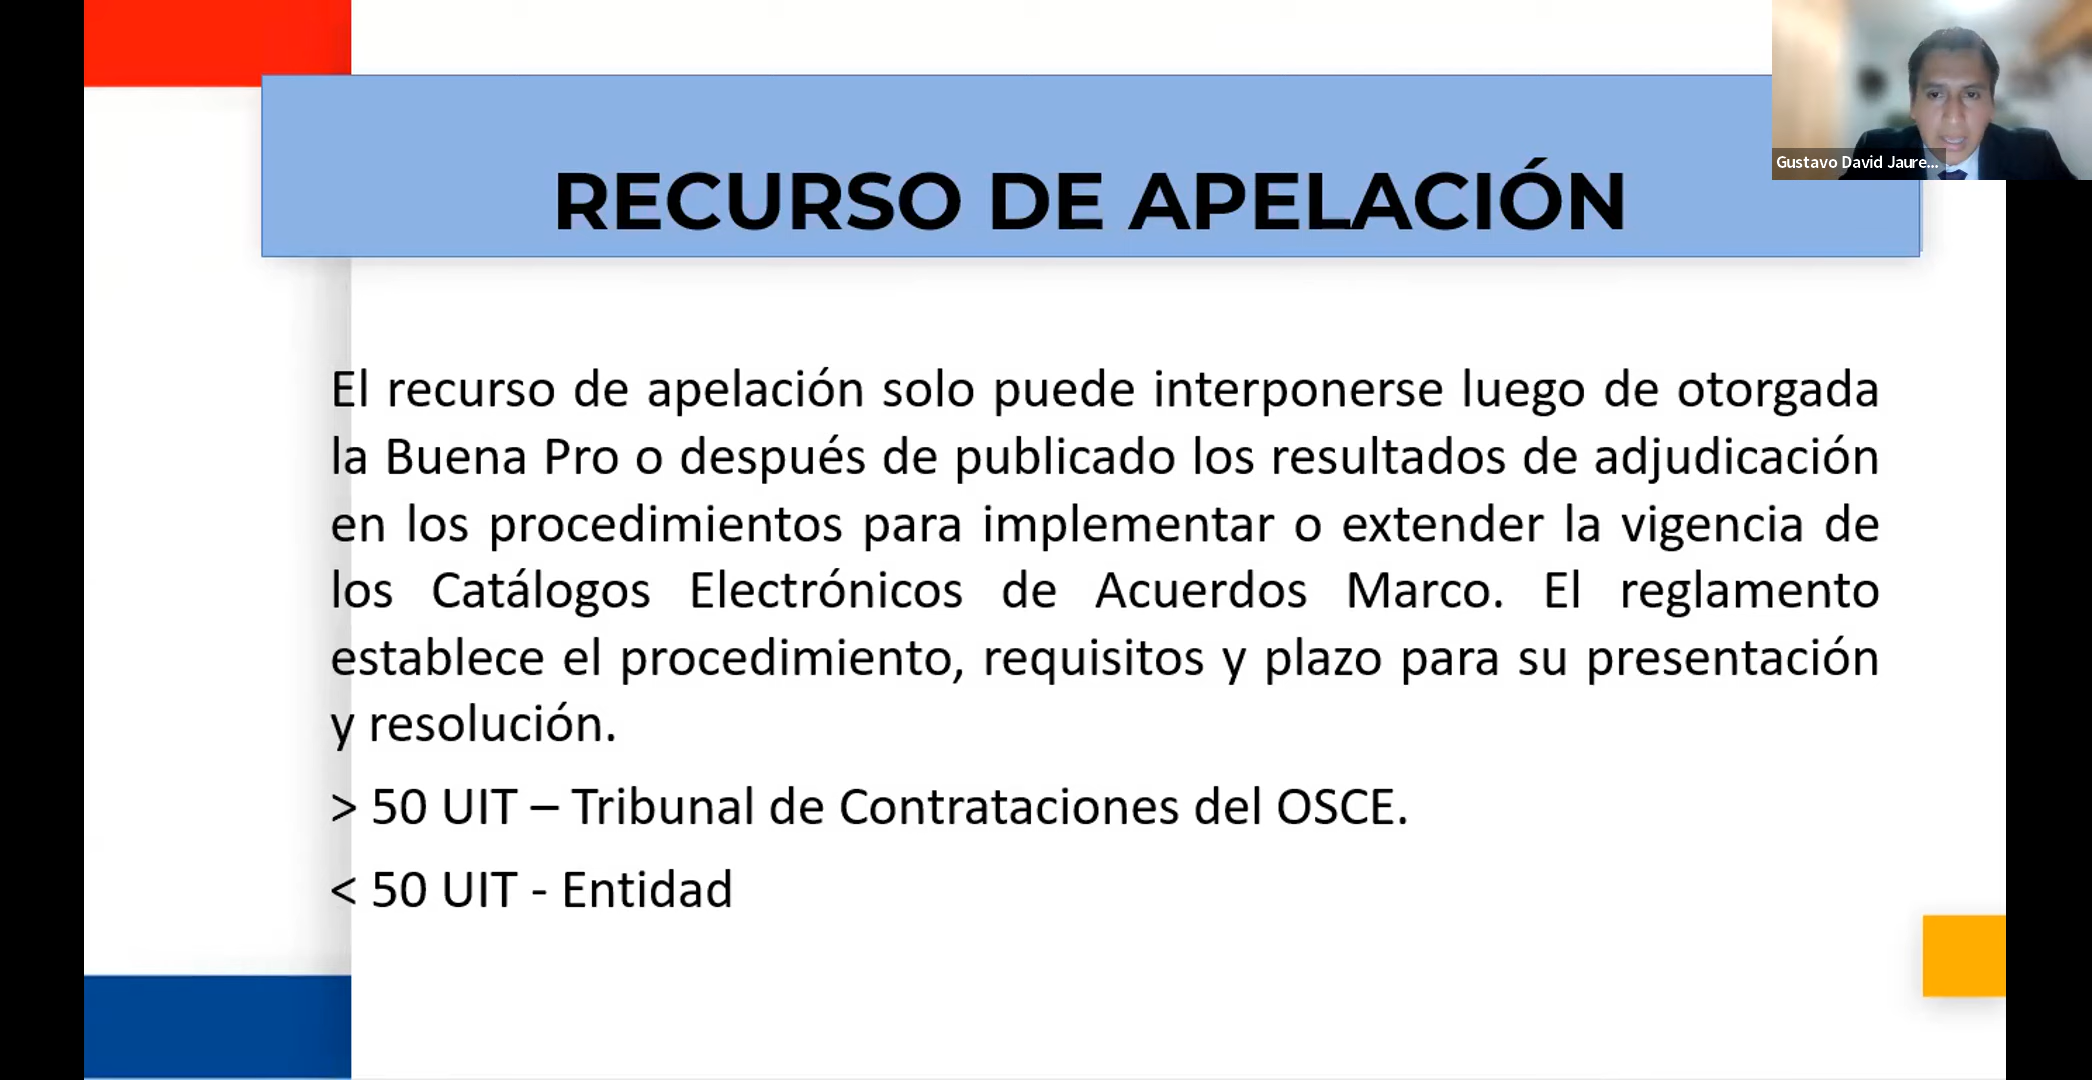 RECURSO DE APELACIÓN
Gustavo David Jaure...
El recurso de apelación solo puede interponerse luego de otorgada
la Buena Pro o después de publicado los resultados de adjudicación
en los procedimientos para implementar o extender la vigencia de
los Catálogos Electrónicos de Acuerdos Marco. El reglamento
establece el procedimiento, requisitos y plazo para su presentación
y resolución.
> 50 UIT – Tribunal de Contrataciones del OSCE.
< 50 UIT - Entidad